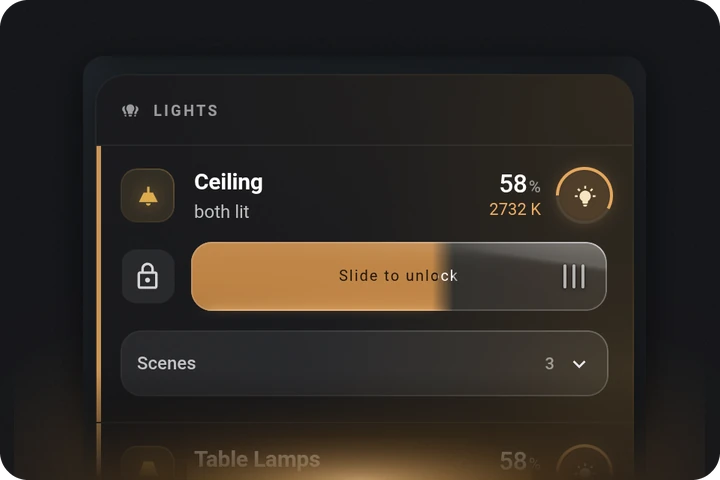 LIGHTS
Ceiling
58%
both lit
2732 K
Slide to unlock
Scenes
3
Table Lamps
58%